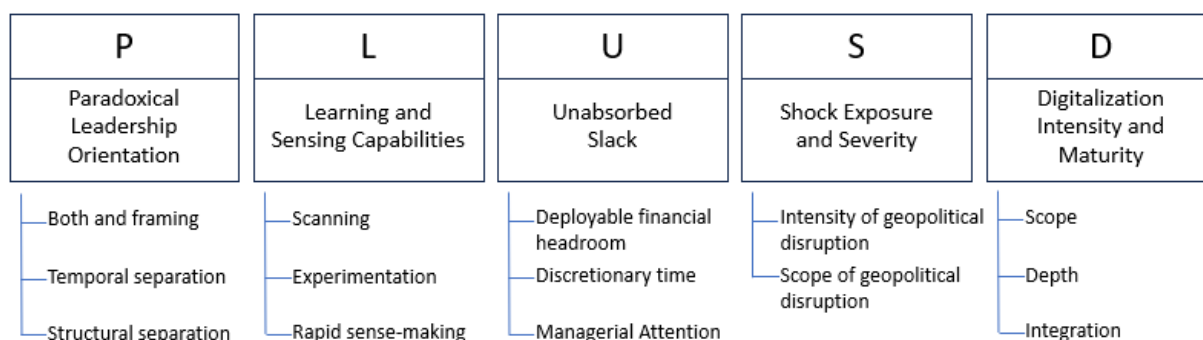 P
Paradoxical
Leadership
Orientation
Both and framing
Temporal separation
Structural separation
L
Learning and
Sensing Capabilities
Scanning
Experimentation
Rapid sense-making
U
Unabsorbed
Slack
Deployable financial
headroom
Discretionary time
Managerial Attention
S
Shock Exposure
and Severity
Intensity of geopolitical
disruption
Scope of geopolitical
disruption
D
Digitalization
Intensity and
Maturity
Scope
Depth
Integration